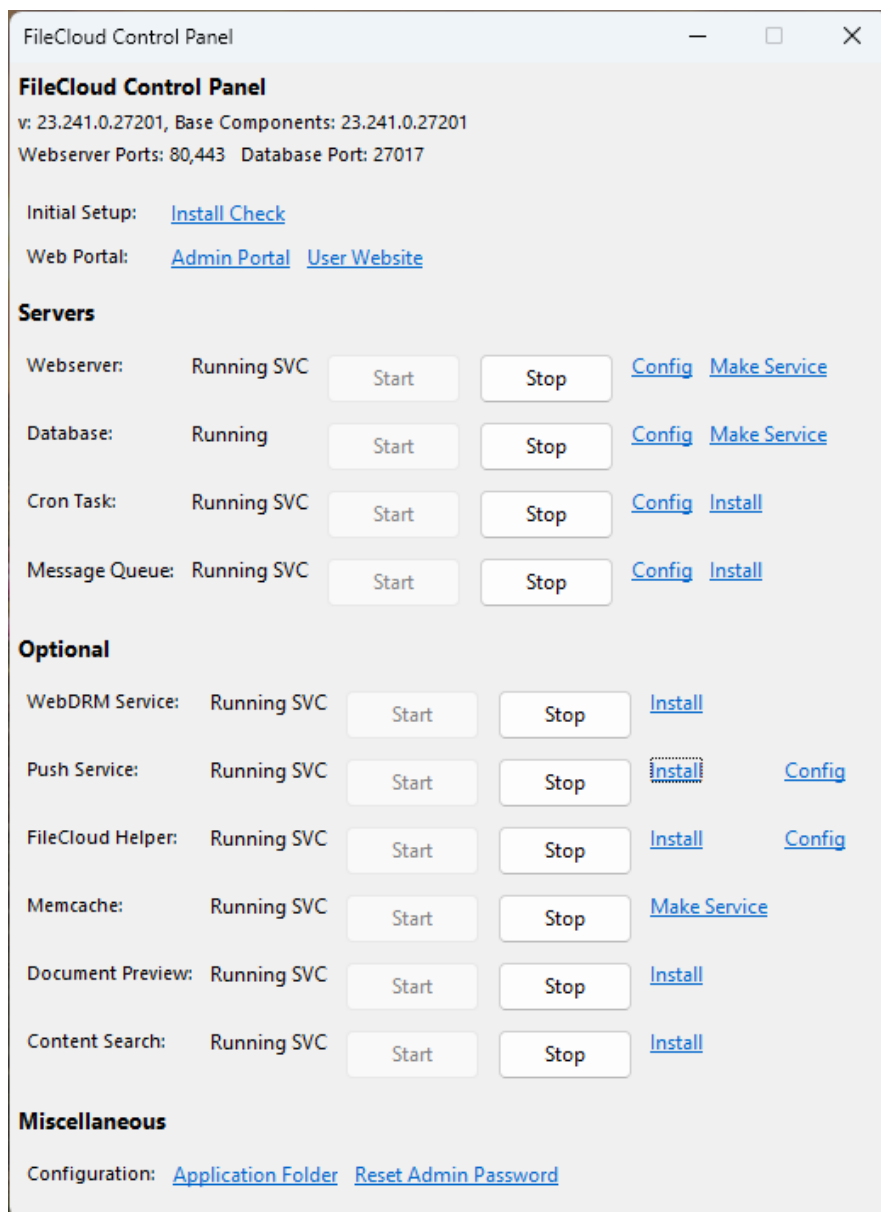 FileCloud Control Panel
FileCloud Control Panel
v: 23.241.0.27201, Base Components: 23.241.0.27201
Webserver Ports: 80,443 Database Port: 27017
Initial Setup: Install Check
Web Portal: Admin Portal User Website
Servers
Webserver: Running SVC Start Stop Config Make Service
Database: Running Start Stop Config Make Service
Cron Task: Running SVC Start Stop Config Install
Message Queue: Running SVC Start Stop Config Install
Optional
WebDRM Service: Running SVC Start Stop Install
Push Service: Running SVC Start Stop Install Config
FileCloud Helper: Running SVC Start Stop Install Config
Memcache: Running SVC Start Stop Make Service
Document Preview: Running SVC Start Stop Install
Content Search: Running SVC Start Stop Install
Miscellaneous
Configuration: Application Folder Reset Admin Password